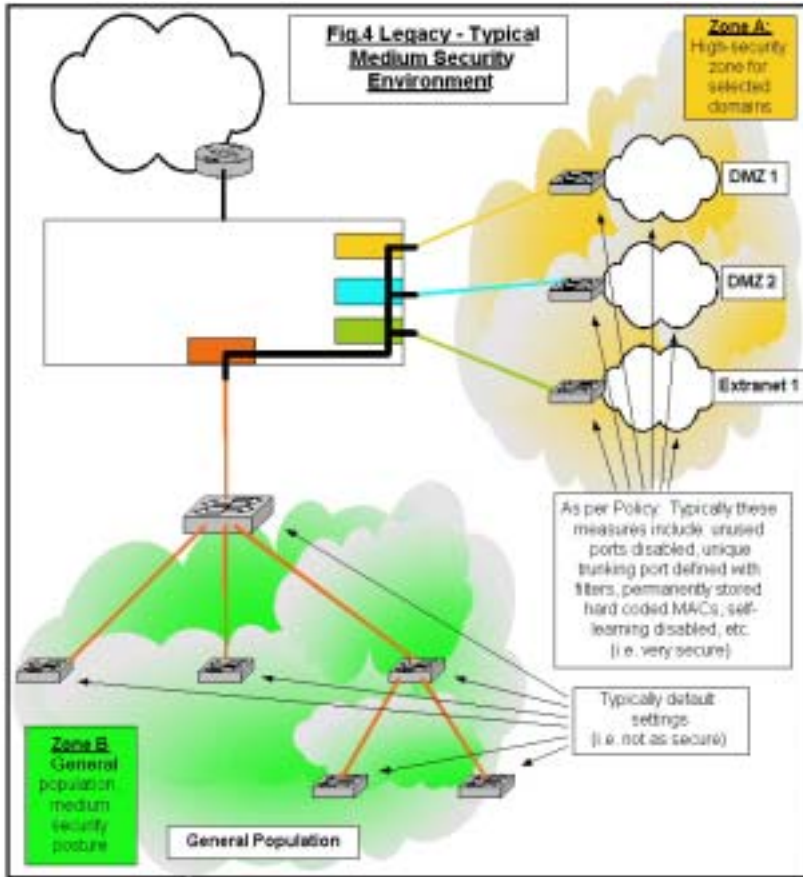 Fig.4 Legacy - Typical
Medium Security
Environment
Zone A:
High-security
zone for
selected
domains
DMZ 1
DMZ 2
Extranet 1
As per Policy: Typically these
measures include: unused
ports disabled, unique
trunking port defined with
filters, permanently stored
hard coded MACs, self-
learning disabled, etc.
(i.e. very secure)
Typically default
settings
(i.e. not as secure)
Zone B
General
population
medium
security
posture
General Population